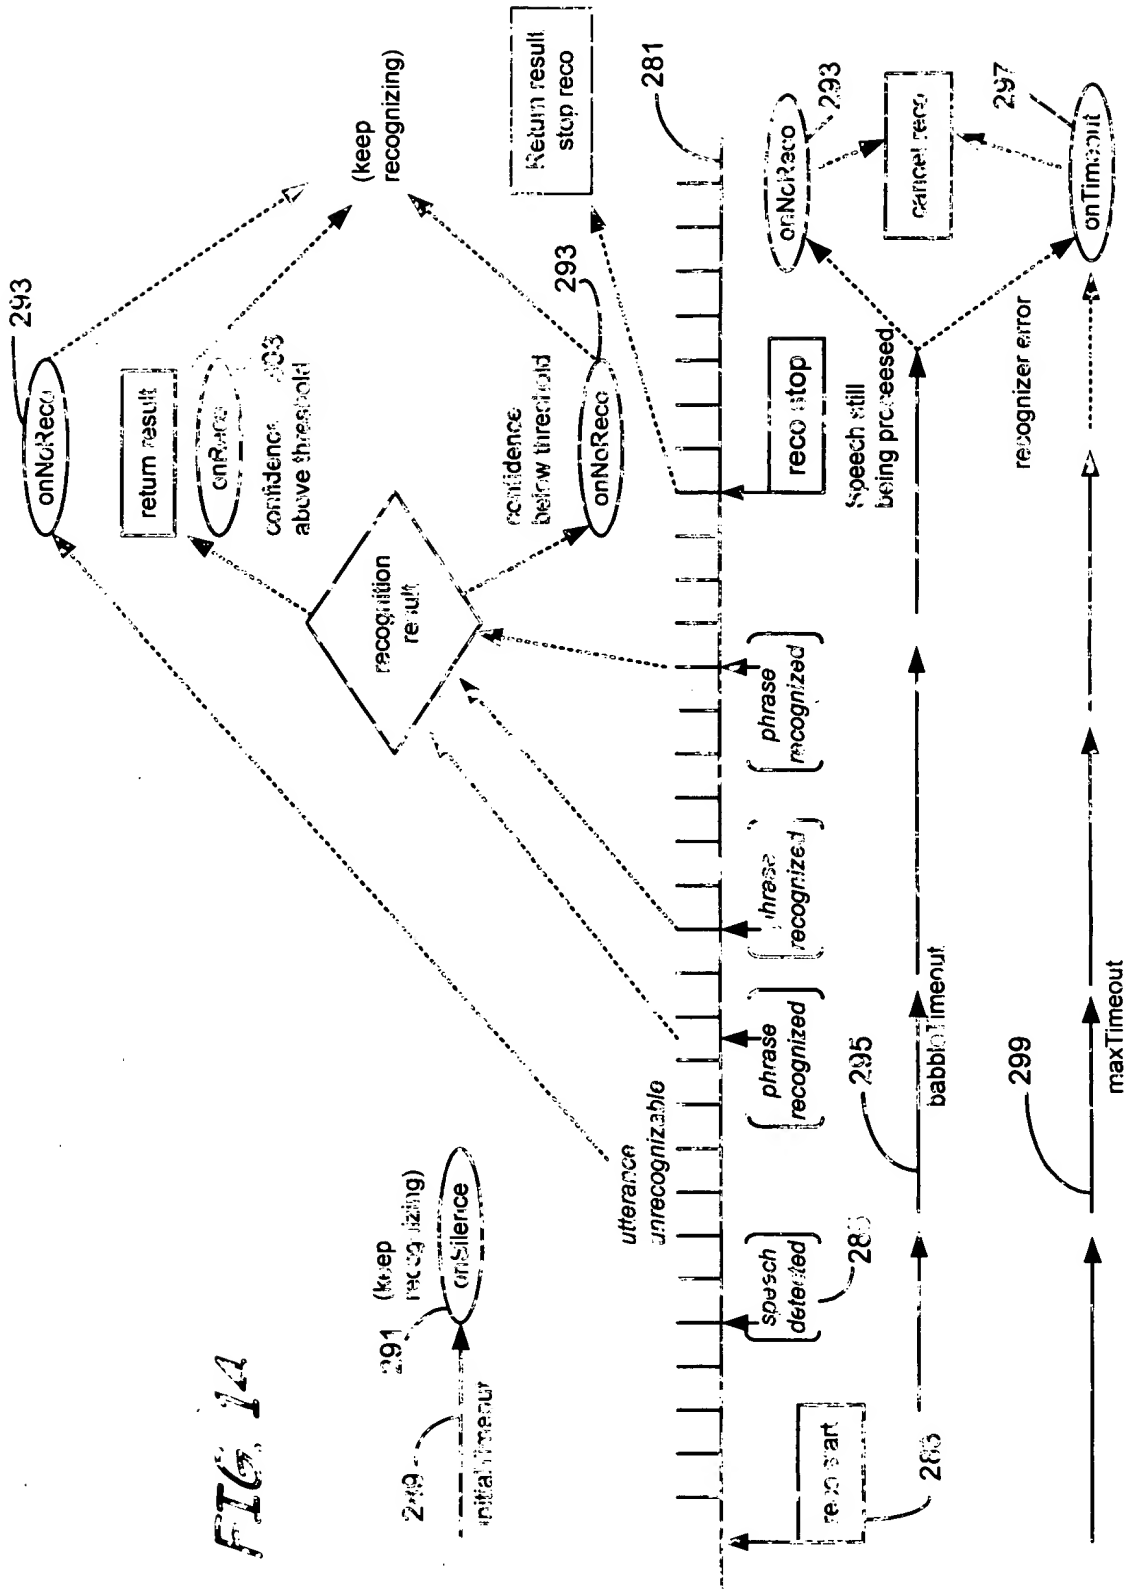 FIG. 14
289
initialTimeout
291
(keep
recognizing)
onSilence
utterance
unrecognizable
293
onNoReco
return result
onReco
303
confidence
above threshold
recognition
result
confidence
below threshold
onNoReco
293
(keep
recognizing)
Return result
stop reco
281
reco start
speech
detected
phrase
recognized
phrase
recognized
phrase
recognized
reco stop
295
babbleTimeout
Speech still
being processed
onNoReco
293
cancel reco
297
onTimeout
299
maxTimeout
recognizer error